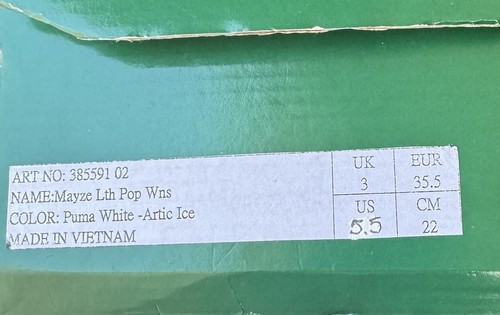 ART NO: 385591 02
NAME:Mayze Lth Pop Wns
COLOR: Puma White -Artic Ice
MADE IN VIETNAM
UK EUR
3 35.5
US CM
5.5 22